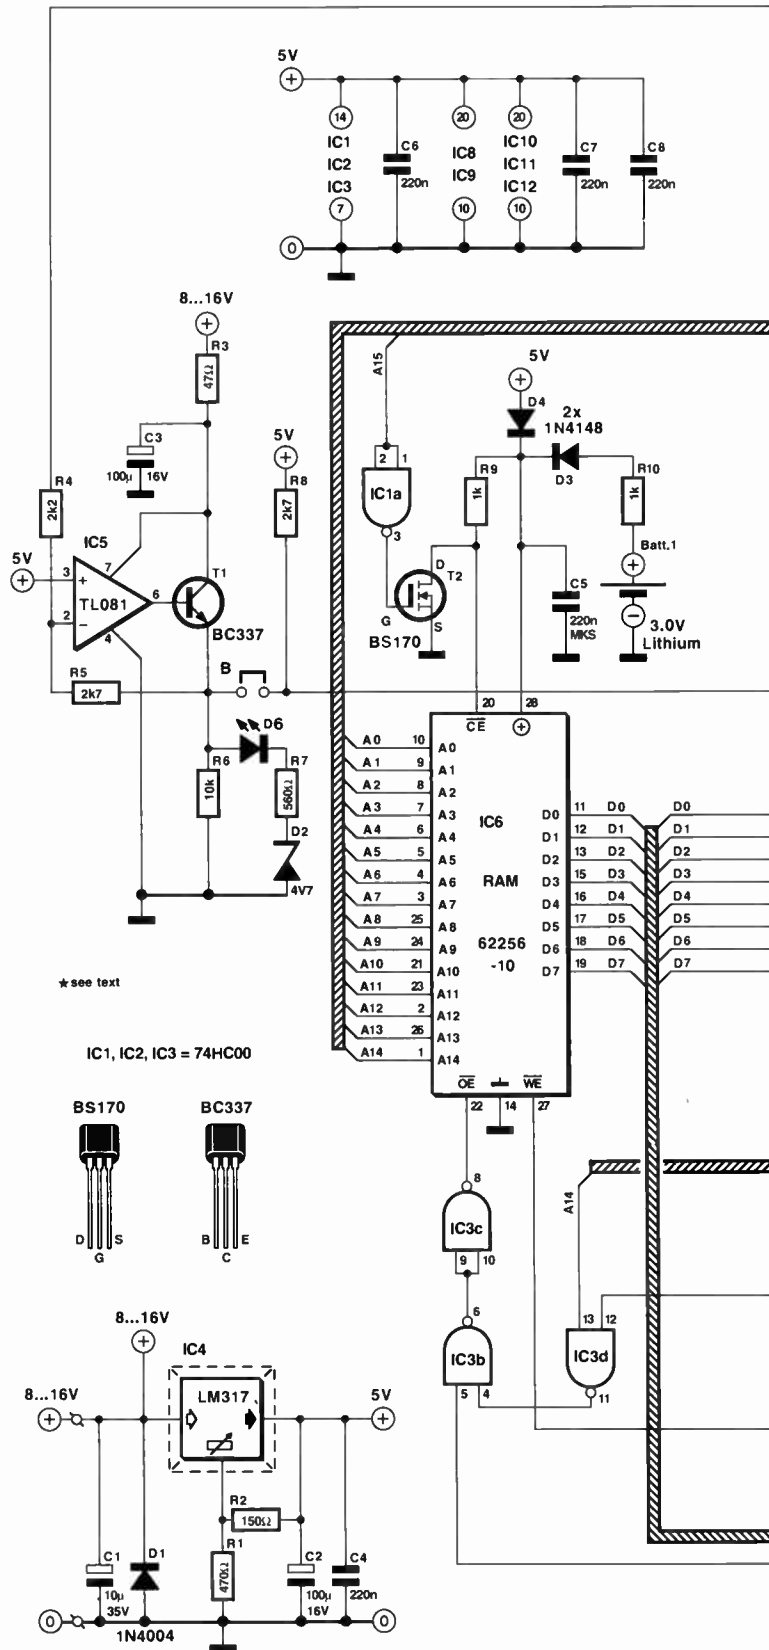 5V
14
20
20
IC1
IC2
IC3
C6
220n
IC8
IC9
IC10
IC11
IC12
C7
220n
C8
220n
7
10
10
0
8...16V
R3
47Ω
C3
100µ
16V
R4
2k2
5V
R8
2k7
IC5
5V
3
+
7
TL081
6
2
−
4
T1
BC337
R5
2k7
B
D6
R6
10k
R7
560Ω
D2
4V7
A15
2
1
IC1a
3
5V
D4
2x
1N4148
D3
R9
1k
R10
1k
Batt.1
D
T2
G
S
BS170
C5
220n
MKS
3.0V
Lithium
20
28
CE
A0 10 A0
A1 9 A1
A2 8 A2
A3 7 A3
A4 6 A4
A5 5 A5
A6 4 A6
A7 3 A7
A8 25 A8
A9 24 A9
A10 21 A10
A11 23 A11
A12 2 A12
A13 26 A13
A14 1 A14
IC6
RAM
62256
-10
D0 11 D0 D0
D1 12 D1 D1
D2 13 D2 D2
D3 15 D3 D3
D4 16 D4 D4
D5 17 D5 D5
D6 18 D6 D6
D7 19 D7 D7
OE
WE
22
14
27
★ see text
IC1, IC2, IC3 = 74HC00
BS170
BC337
D
G
S
B
C
E
8
IC3c
9
10
6
IC3b
5
4
A14
13
12
IC3d
11
8...16V
IC4
8...16V
LM317
5V
R2
150Ω
R1
470Ω
C1
10µ
35V
D1
C2
100µ
16V
C4
220n
0
1N4004
0